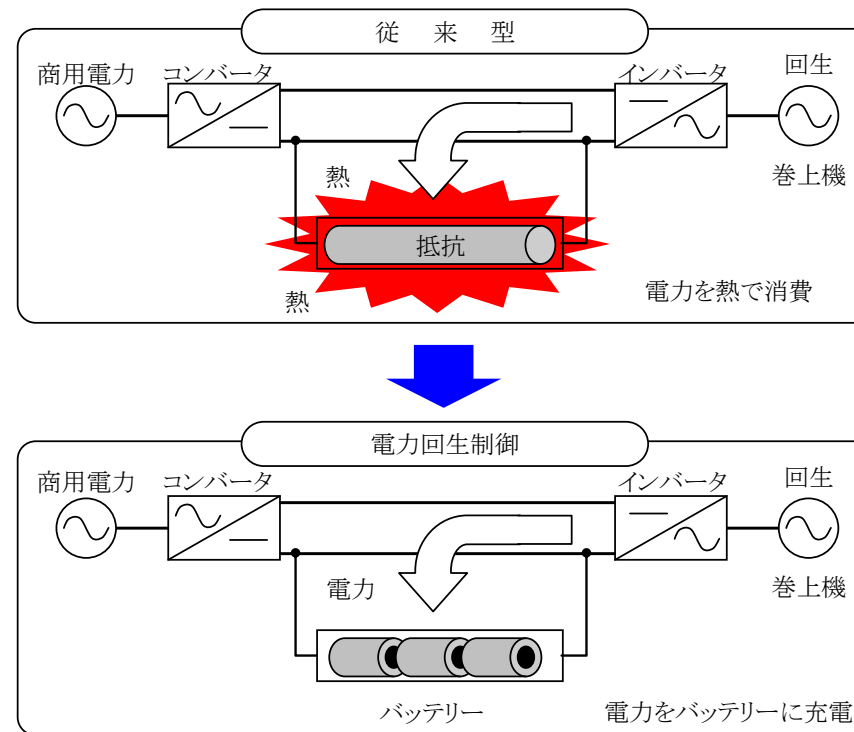 従 来 型
商用電力
コンバータ
インバータ
回生
巻上機
熱
抵抗
熱
電力を熱で消費
電力回生制御
商用電力
コンバータ
インバータ
回生
巻上機
電力
バッテリー
電力をバッテリーに充電